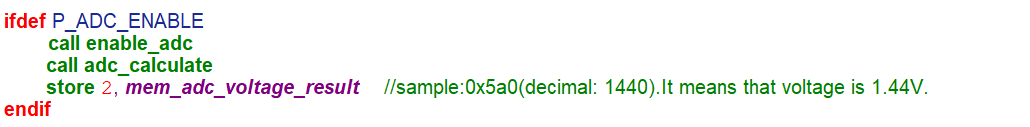 ifdef P_ADC_ENABLE
call enable_adc
call adc_calculate
store 2, mem_adc_voltage_result //sample:0x5a0(decimal: 1440).It means that voltage is 1.44V.
endif